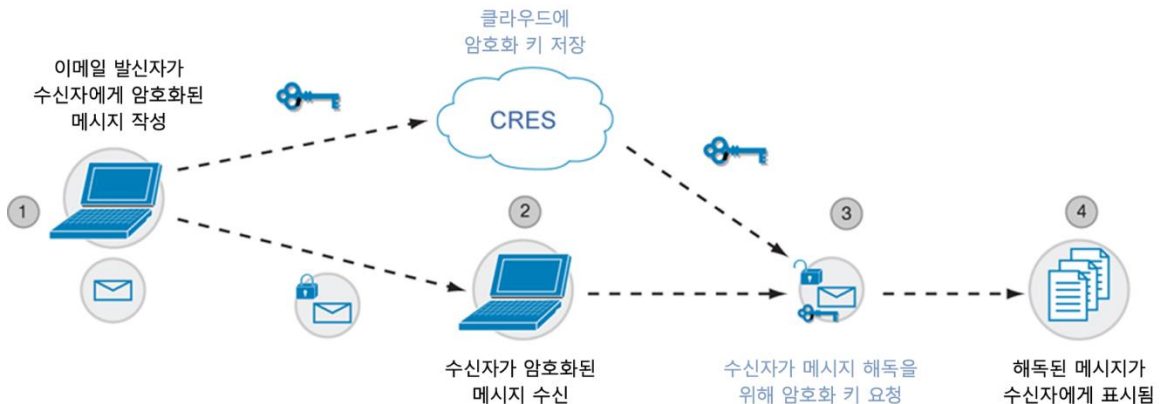 클라우드에
암호화 키 저장
이메일 발신자가
수신자에게 암호화된
메시지 작성
CRES
1
2
3
4
수신자가 암호화된
메시지 수신
수신자가 메시지 해독을
위해 암호화 키 요청
해독된 메시지가
수신자에게 표시됨